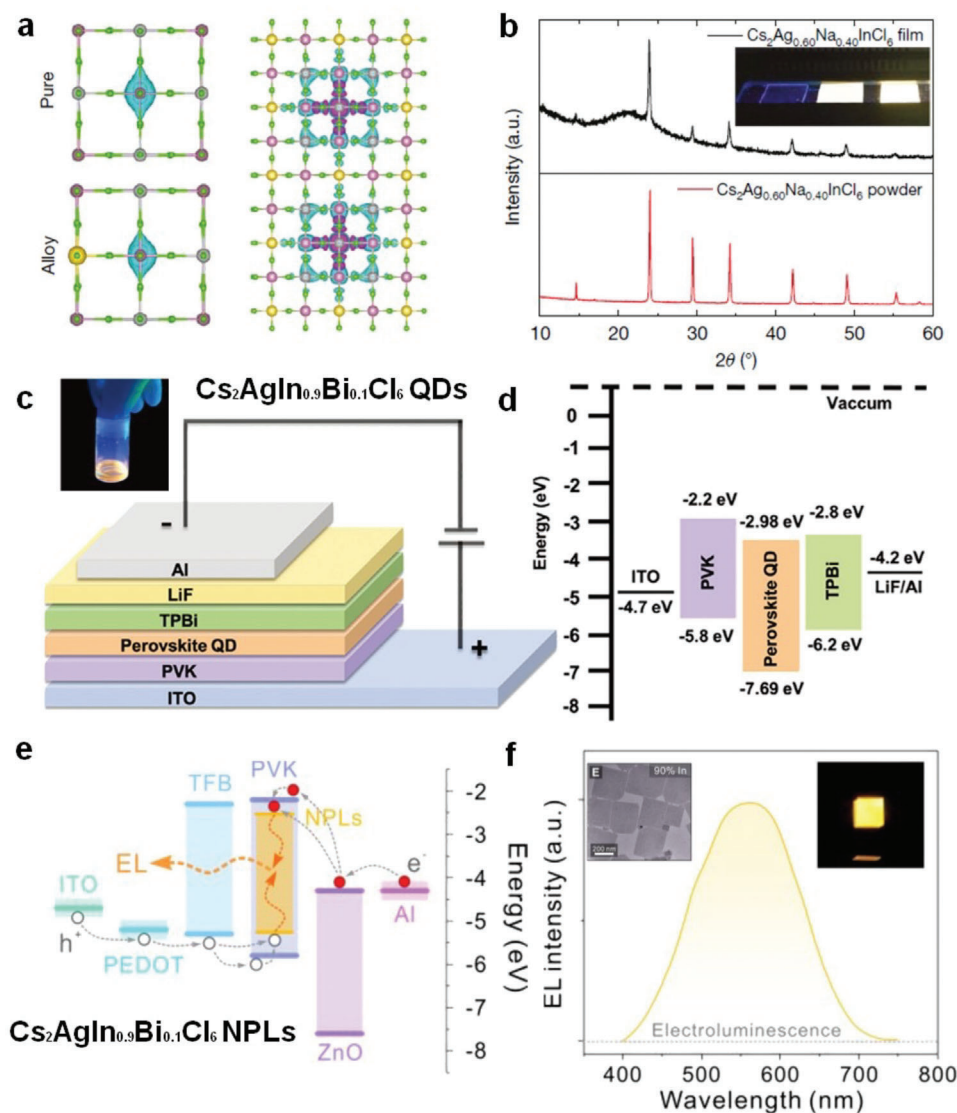 a
Pure
Alloy
b
Cs₂Ag₀.₆₀Na₀.₄₀InCl₆ film
Cs₂Ag₀.₆₀Na₀.₄₀InCl₆ powder
Intensity (a.u.)
10 20 30 40 50 60
2θ (°)
c
Cs₂AgIn₀.₉Bi₀.₁Cl₆ QDs
-
Al
LiF
TPBi
Perovskite QD
PVK
ITO
+
d
Vaccum
Energy (eV)
0
-1
-2
-3
-4
-5
-6
-7
-8
ITO
-4.7 eV
-2.2 eV
PVK
-5.8 eV
-2.98 eV
Perovskite QD
-7.69 eV
-2.8 eV
TPBi
-6.2 eV
-4.2 eV
LiF/Al
e
ITO
h⁺
PEDOT
TFB
EL
PVK
NPLs
ZnO
e⁻
Al
-2
-3
-4
-5
-6
-7
-8
Energy (eV)
Cs₂AgIn₀.₉Bi₀.₁Cl₆ NPLs
f
E
90% In
200 nm
EL intensity (a.u.)
Electroluminescence
400 500 600 700 800
Wavelength (nm)